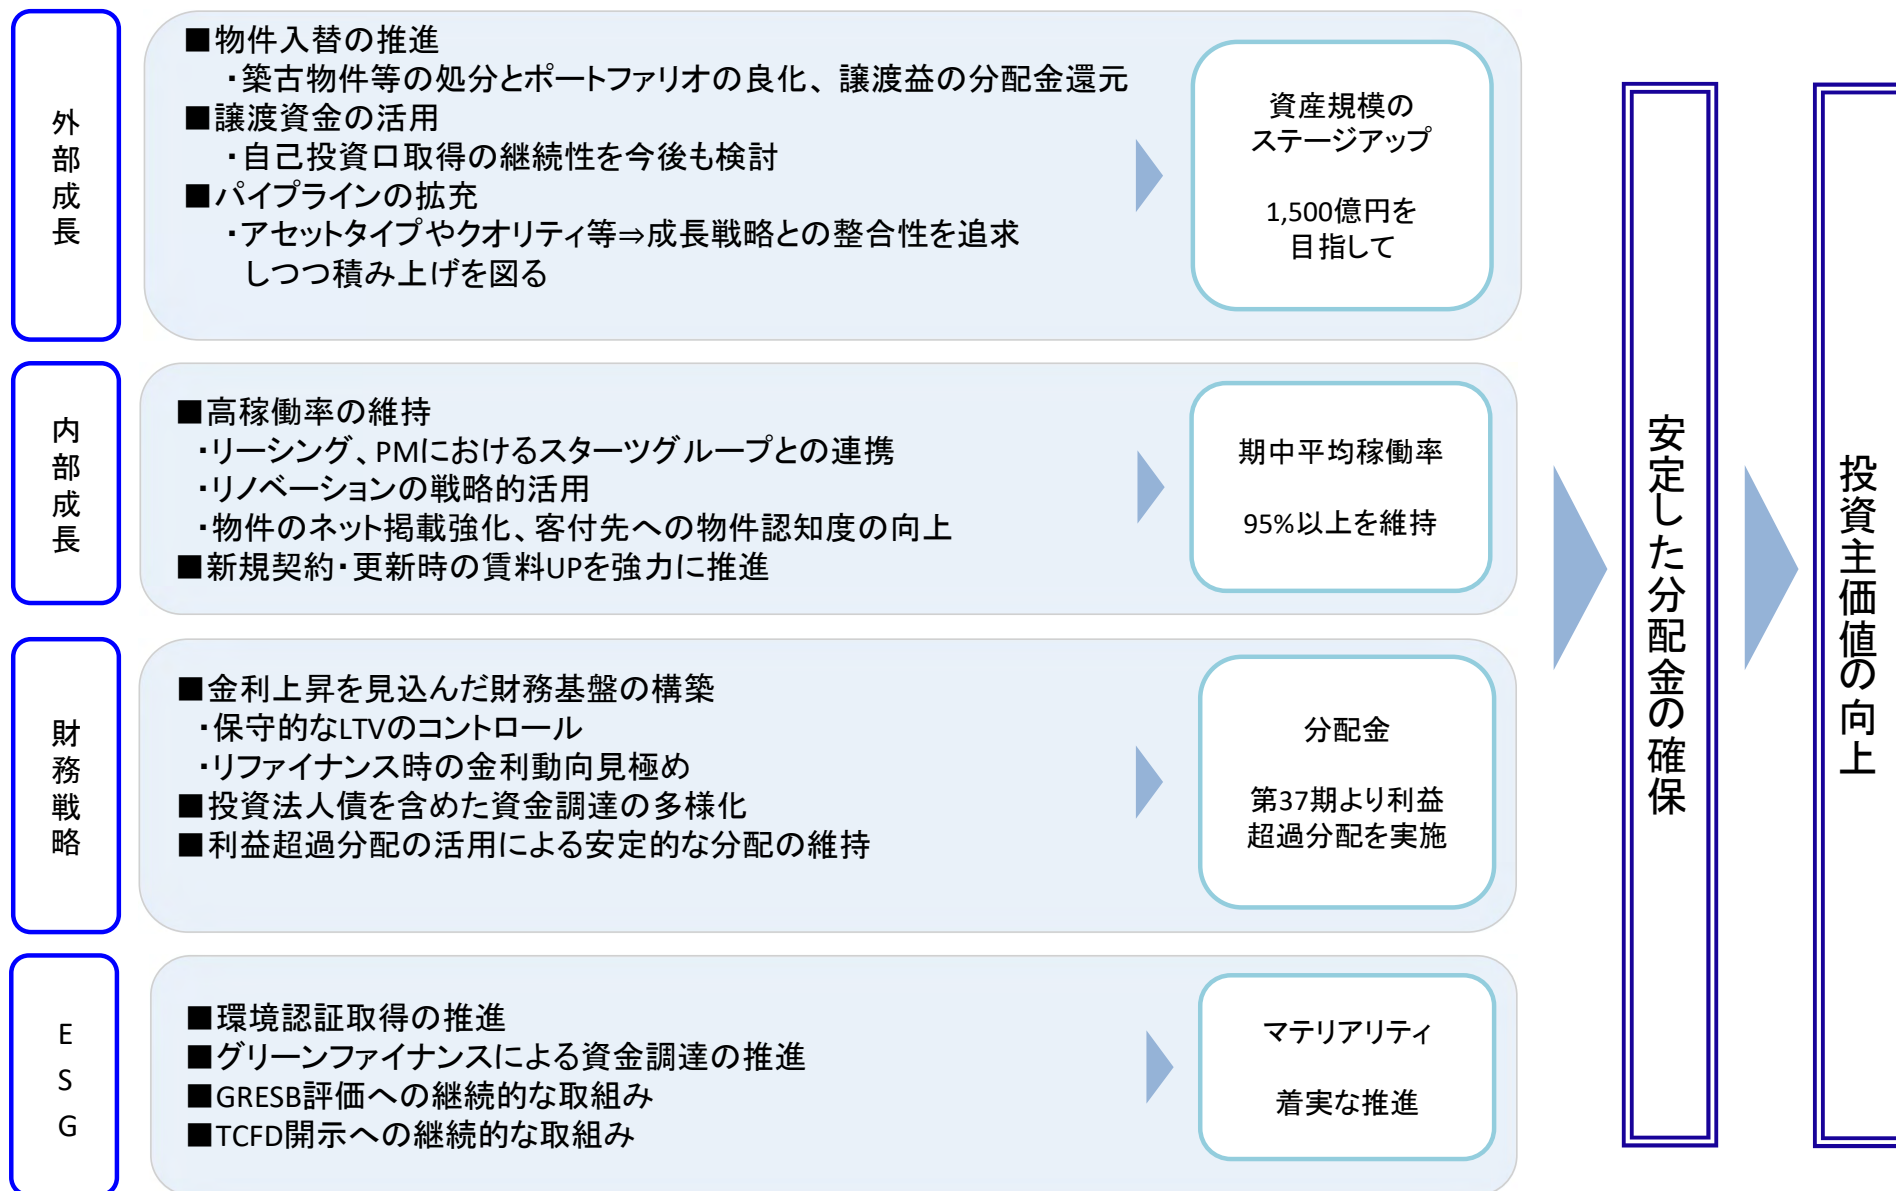 外部成長
■物件入替の推進
・築古物件等の処分とポートファリオの良化、譲渡益の分配金還元
■譲渡資金の活用
・自己投資口取得の継続性を今後も検討
■パイプラインの拡充
・アセットタイプやクオリティ等⇒成長戦略との整合性を追求
しつつ積み上げを図る
資産規模の
ステージアップ
1,500億円を
目指して
内部成長
■高稼働率の維持
・リーシング、PMにおけるスターツグループとの連携
・リノベーションの戦略的活用
・物件のネット掲載強化、客付先への物件認知度の向上
■新規契約・更新時の賃料UPを強力に推進
期中平均稼働率
95%以上を維持
財務戦略
■金利上昇を見込んだ財務基盤の構築
・保守的なLTVのコントロール
・リファイナンス時の金利動向見極め
■投資法人債を含めた資金調達の多様化
■利益超過分配の活用による安定的な分配の維持
分配金
第37期より利益
超過分配を実施
ESG
■環境認証取得の推進
■グリーンファイナンスによる資金調達の推進
■GRESB評価への継続的な取組み
■TCFD開示への継続的な取組み
マテリアリティ
着実な推進
安定した分配金の確保
投資主価値の向上